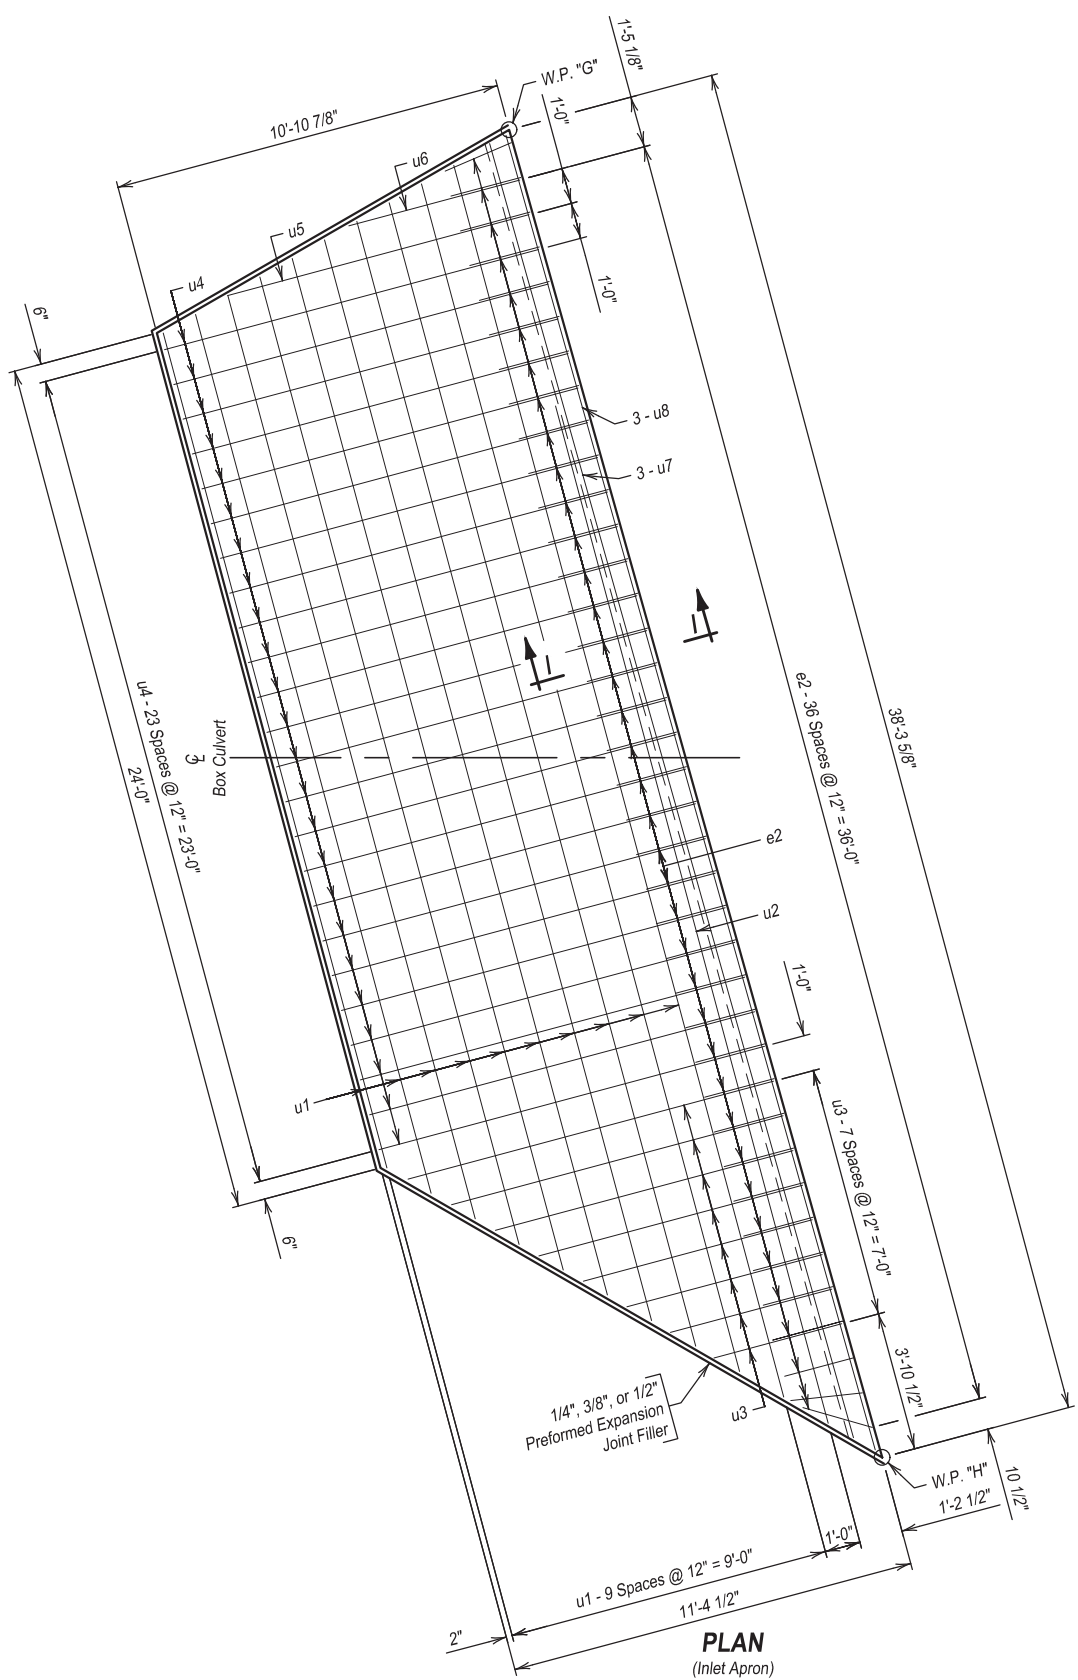 1'-5 1/8"
W.P. "G"
1'-0"
10'-10 7/8"
u6
u5
u4
1'-0"
6"
3 - u8
3 - u7
u4 - 23 Spaces @ 12" = 23'-0"
24'-0"
Box Culvert
e2 - 36 Spaces @ 12" = 36'-0"
38'-3 5/8"
e2
u2
1'-0"
u1
u3 - 7 Spaces @ 12" = 7'-0"
6"
3'-10 1/2"
1/4", 3/8", or 1/2"
Preformed Expansion
Joint Filler
u3
W.P. "H"
1'-2 1/2"
10 1/2"
1'-0"
u1 - 9 Spaces @ 12" = 9'-0"
11'-4 1/2"
2"
PLAN
(Inlet Apron)